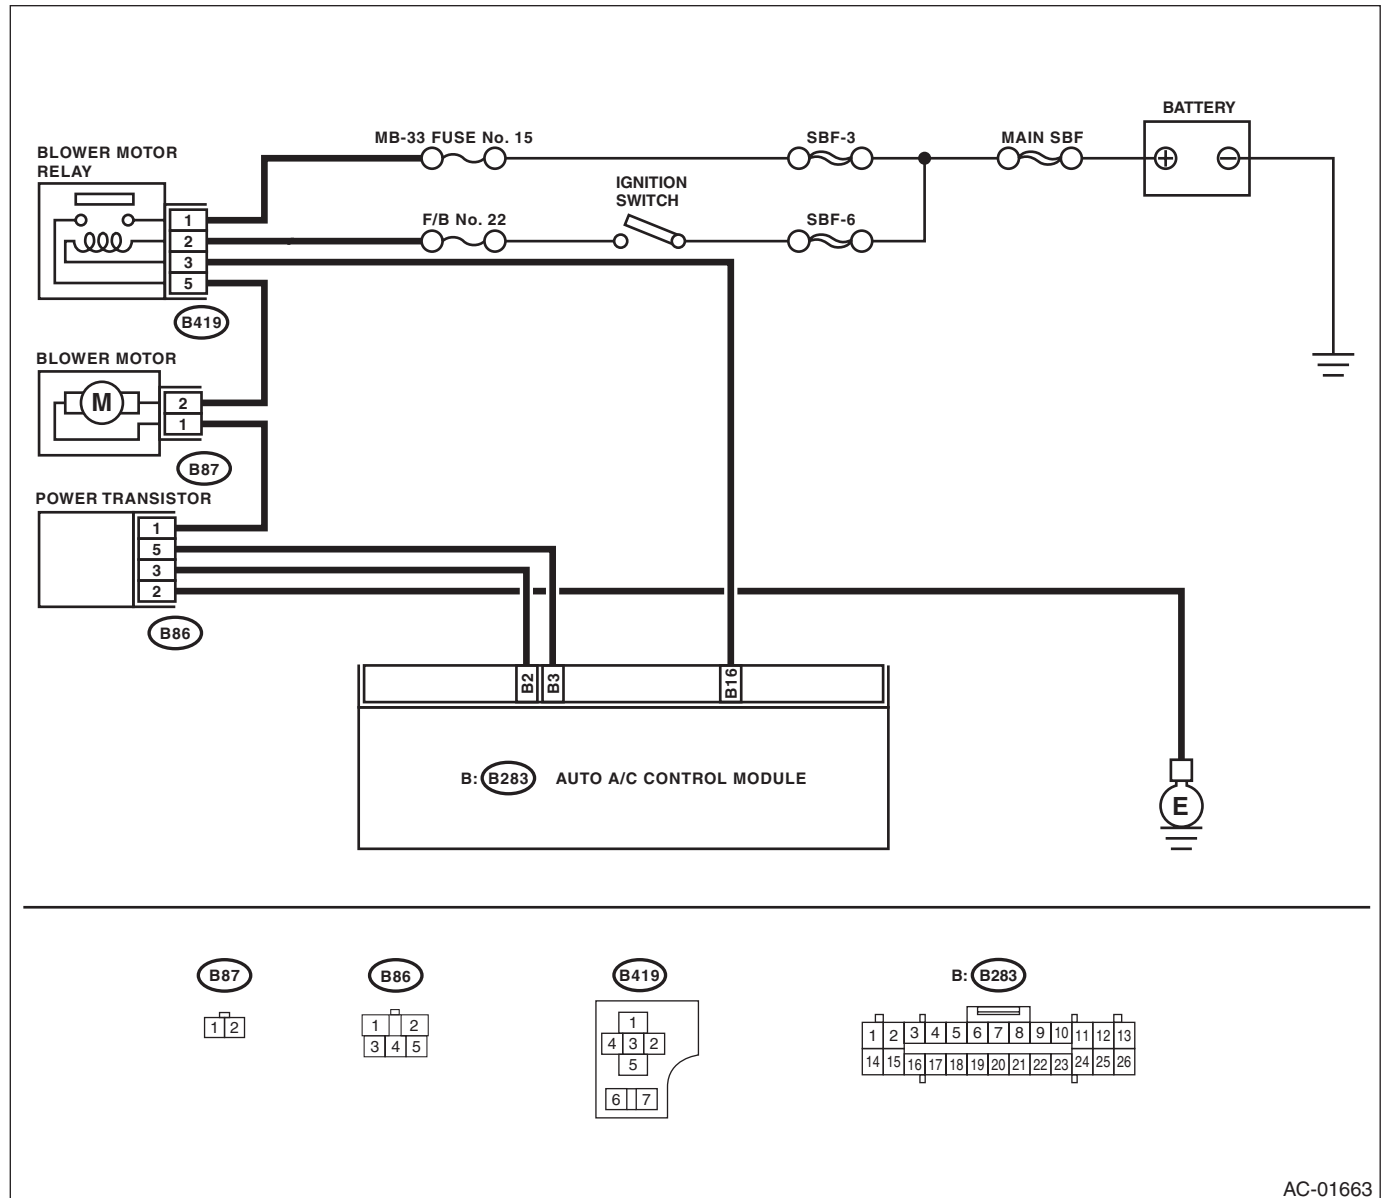 BATTERY
MB-33 FUSE No. 15
SBF-3
MAIN SBF
BLOWER MOTOR
RELAY
IGNITION
SWITCH
F/B No. 22
SBF-6
1
2
3
5
B419
BLOWER MOTOR
M
2
1
B87
POWER TRANSISTOR
1
5
3
2
B86
B2
B3
B16
B: B283 AUTO A/C CONTROL MODULE
E
B87
1 2
B86
1 2
3 4 5
B419
1
4 3 2
5
6 7
B: B283
1 2 3 4 5 6 7 8 9 10 11 12 13
14 15 16 17 18 19 20 21 22 23 24 25 26
AC-01663